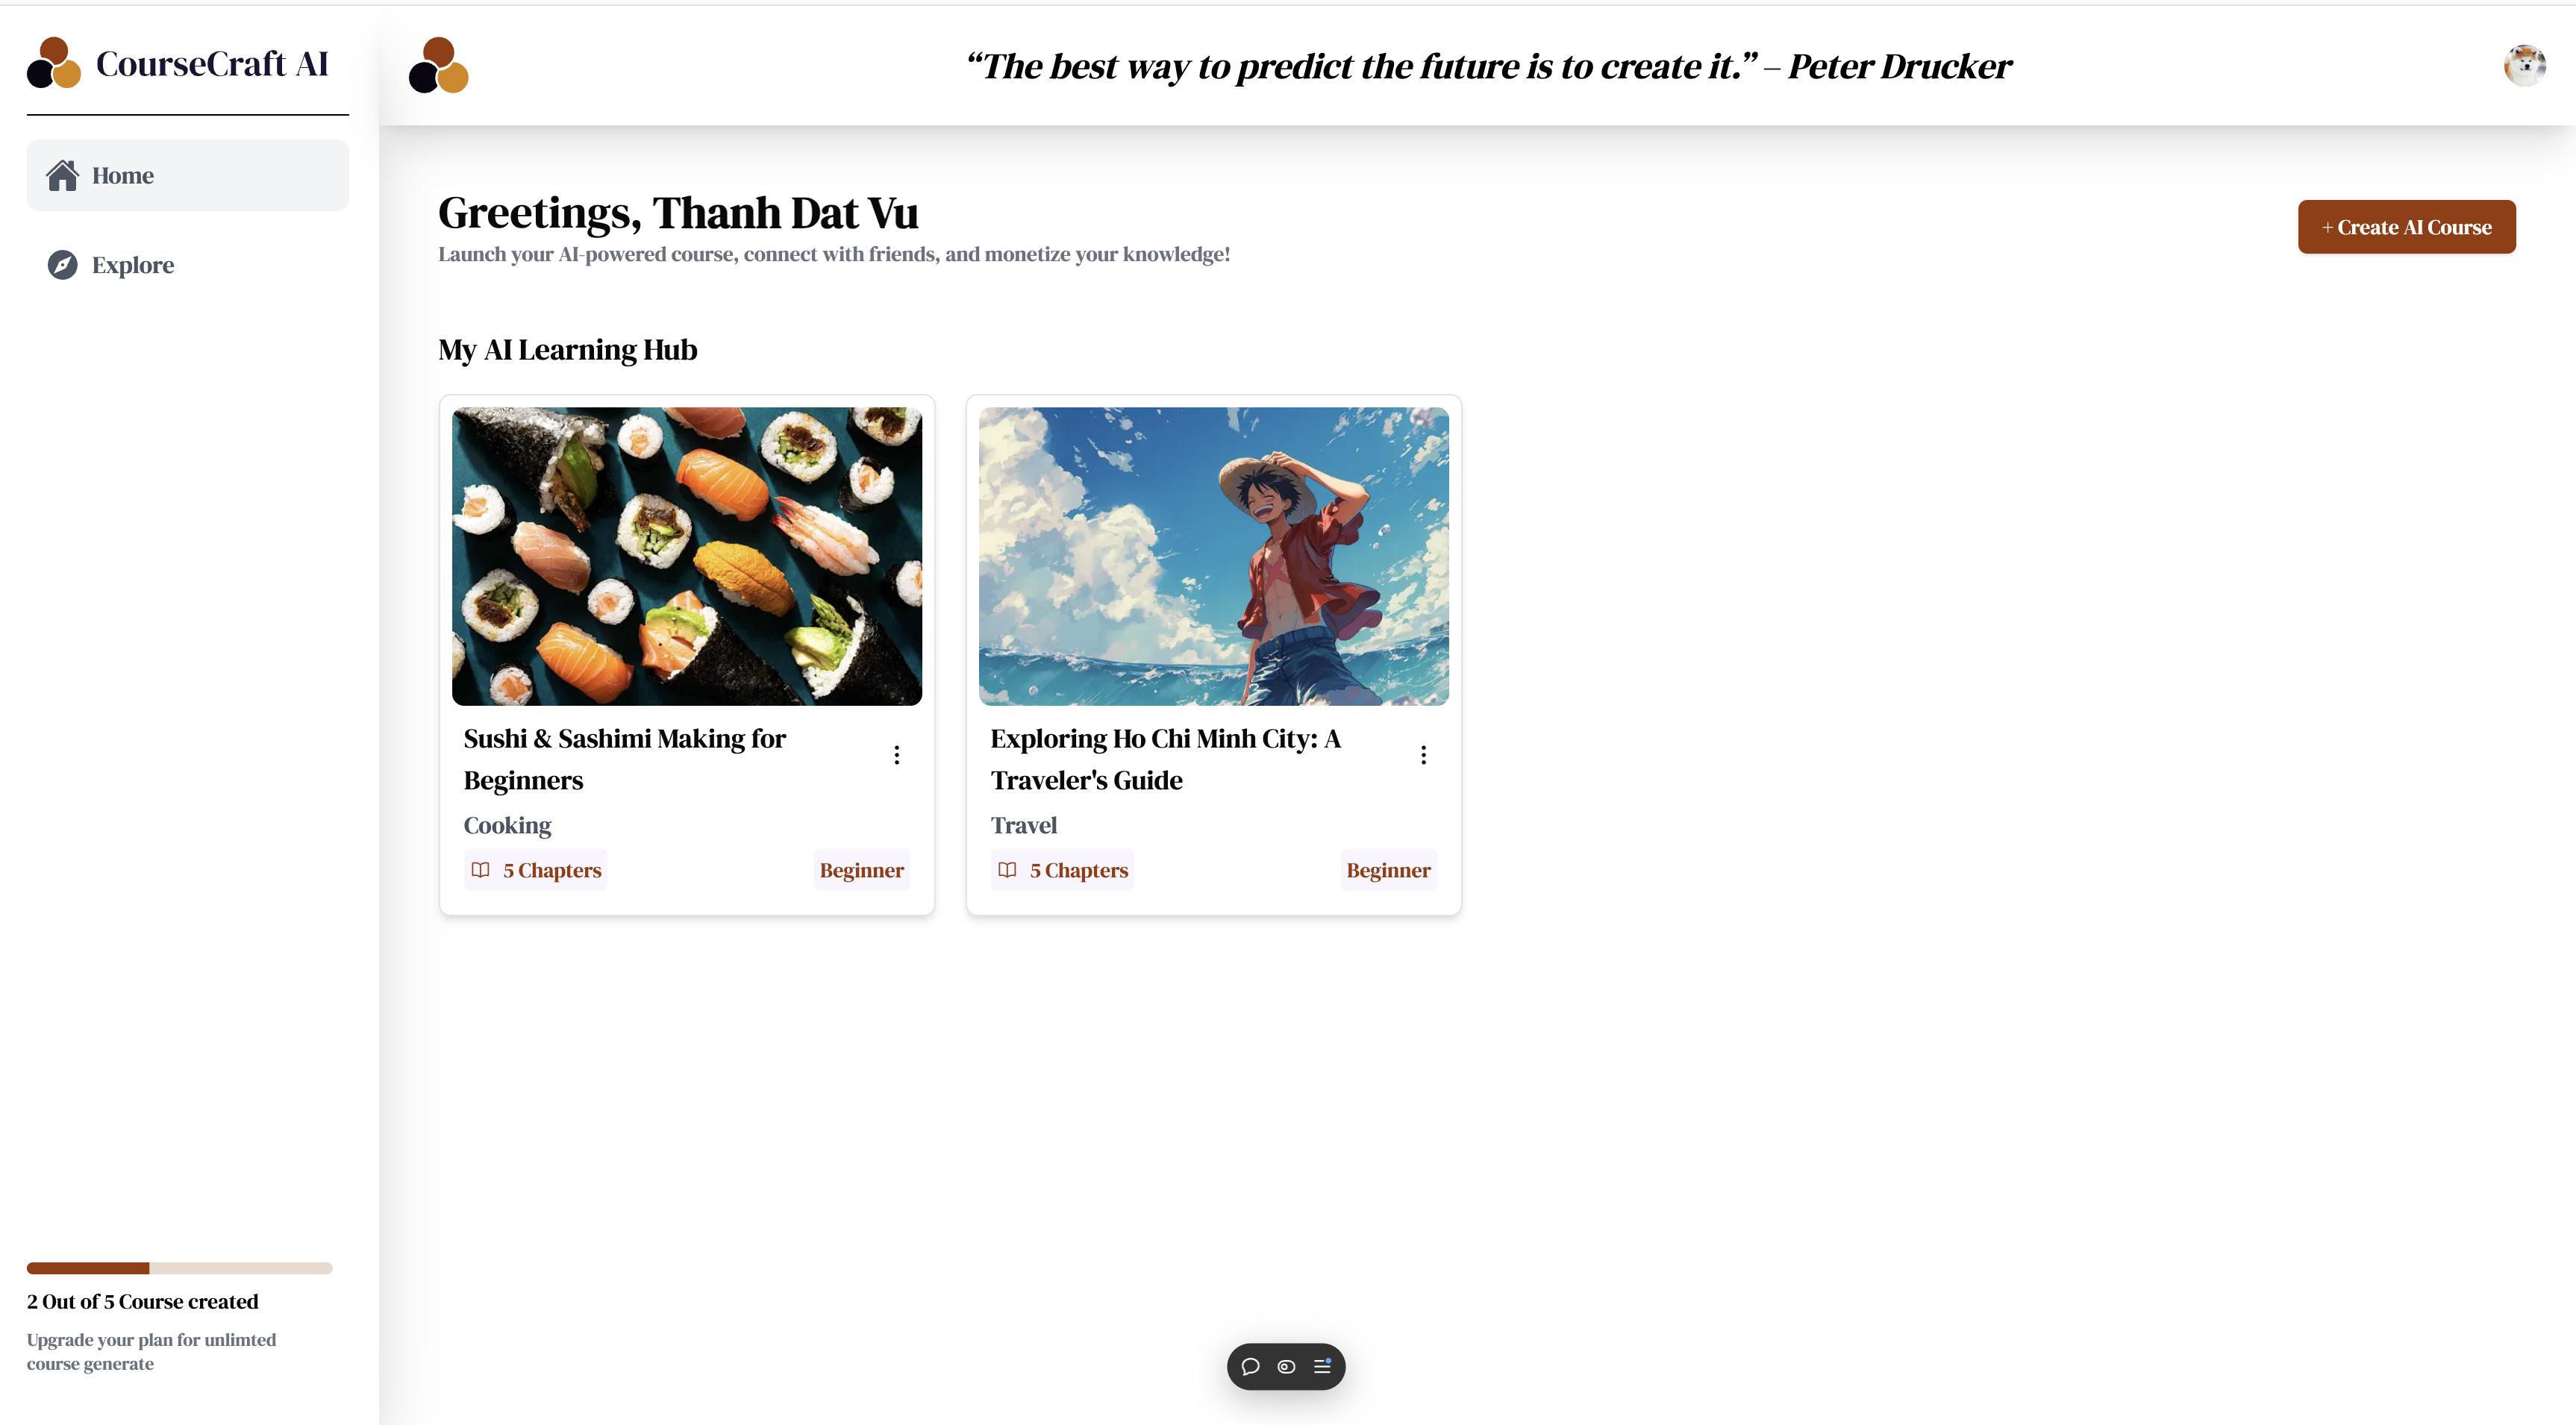 CourseCraft AI
“The best way to predict the future is to create it.” – Peter Drucker
Home
Explore
Greetings, Thanh Dat Vu
Launch your AI-powered course, connect with friends, and monetize your knowledge!
+ Create AI Course
My AI Learning Hub
Sushi & Sashimi Making for
Beginners
Cooking
5 Chapters
Beginner
Exploring Ho Chi Minh City: A
Traveler's Guide
Travel
5 Chapters
Beginner
2 Out of 5 Course created
Upgrade your plan for unlimted
course generate